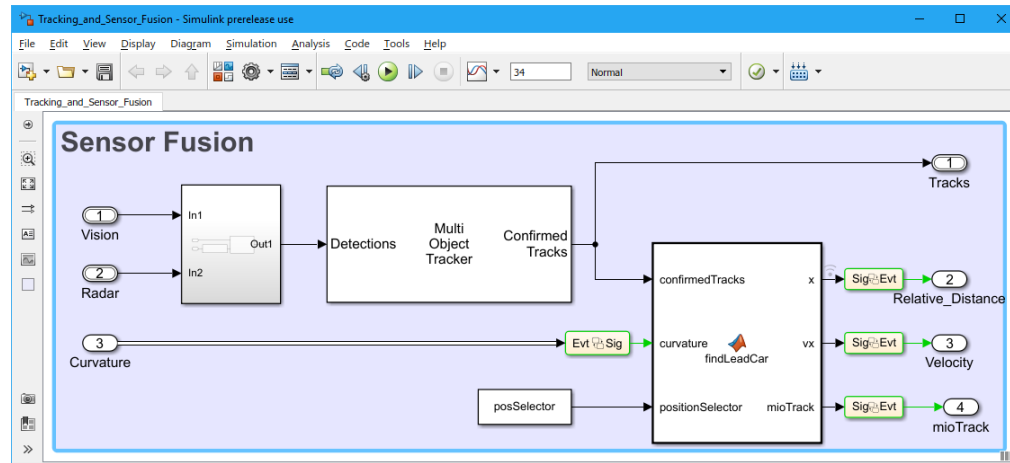 Tracking_and_Sensor_Fusion - Simulink prerelease use
File Edit View Display Diagram Simulation Analysis Code Tools Help
34
Normal
Tracking_and_Sensor_Fusion
Sensor Fusion
1
Vision
2
Radar
In1
In2
Out1
Detections
Multi
Object
Tracker
Confirmed
Tracks
1
Tracks
3
Curvature
Evt Sig
posSelector
confirmedTracks
curvature
positionSelector
findLeadCar
x
vx
mioTrack
Sig Evt
2
Relative_Distance
Sig Evt
3
Velocity
Sig Evt
4
mioTrack